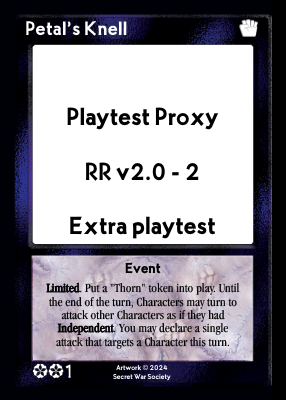 Petal's Knell
Playtest Proxy
RR v2.0 - 2
Extra playtest
Event
Limited. Put a "Thorn" token into play. Until
the end of the turn, Characters may turn to
attack other Characters as if they had
Independent. You may declare a single
attack that targets a Character this turn.
1
Artwork © 2024
Secret War Society